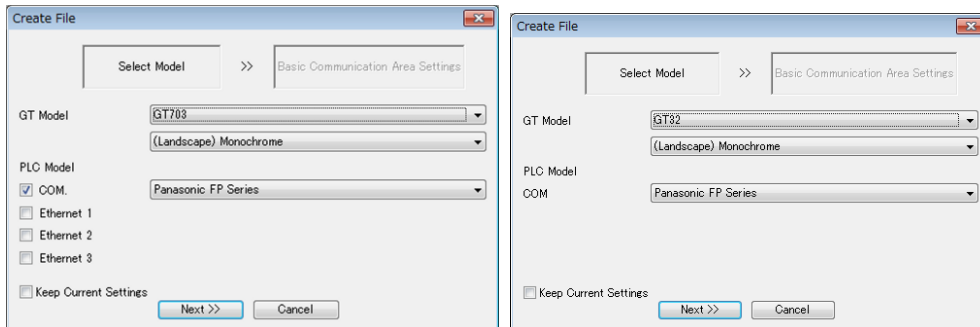 Create File
Select Model >> Basic Communication Area Settings
GT Model GT703
(Landscape) Monochrome
PLC Model
COM. Panasonic FP Series
Ethernet 1
Ethernet 2
Ethernet 3
Keep Current Settings
Next >> Cancel
Create File
Select Model >> Basic Communication Area Settings
GT Model GT32
(Landscape) Monochrome
PLC Model
COM Panasonic FP Series
Keep Current Settings
Next >> Cancel